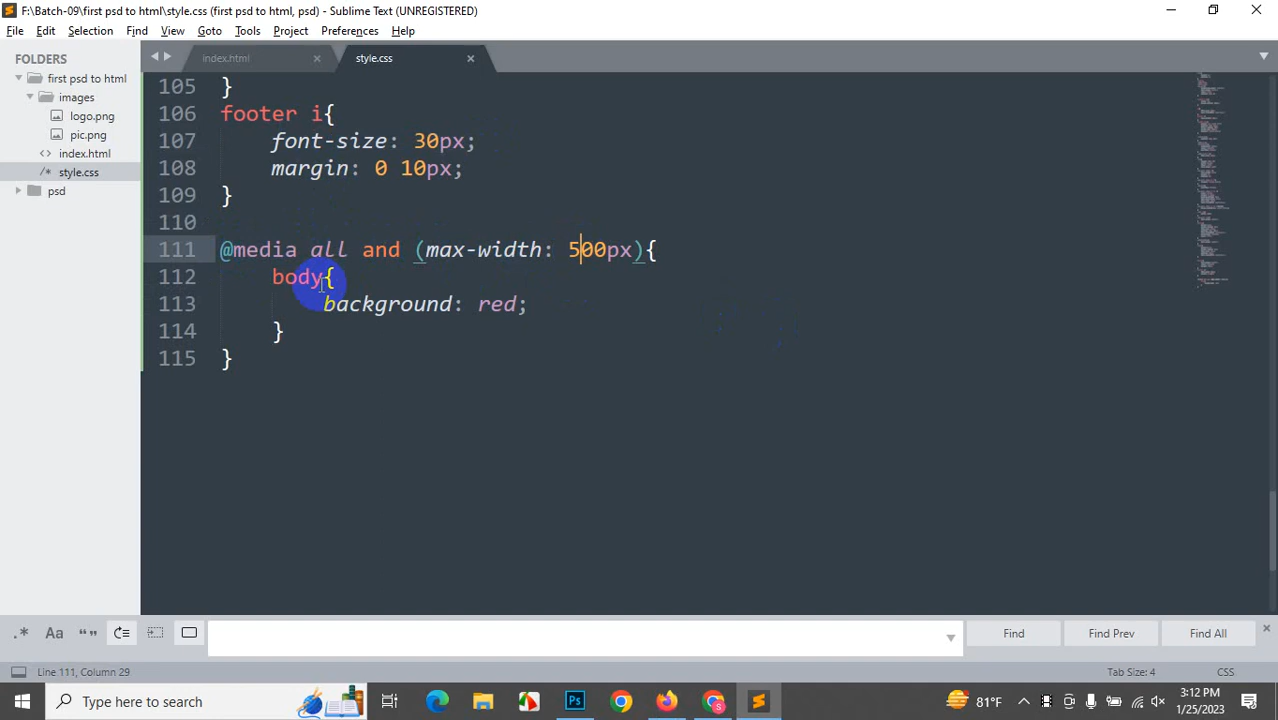 F:\Batch-09\first psd to html\style.css (first psd to html, psd) - Sublime Text (UNREGISTERED)
File Edit Selection Find View Goto Tools Project Preferences Help
FOLDERS
first psd to html
images
logo.png
pic.png
index.html
/* style.css
psd
index.html × style.css ×
105 }
106 footer i{
107 font-size: 30px;
108 margin: 0 10px;
109 }
110
111 @media all and (max-width: 500px){
112 body{
113 background: red;
114 }
115 }
.* Aa “” Find Find Prev Find All
Line 111, Column 29 Tab Size: 4 CSS
Type here to search Ps S 81°F 3:12 PM
1/25/2023